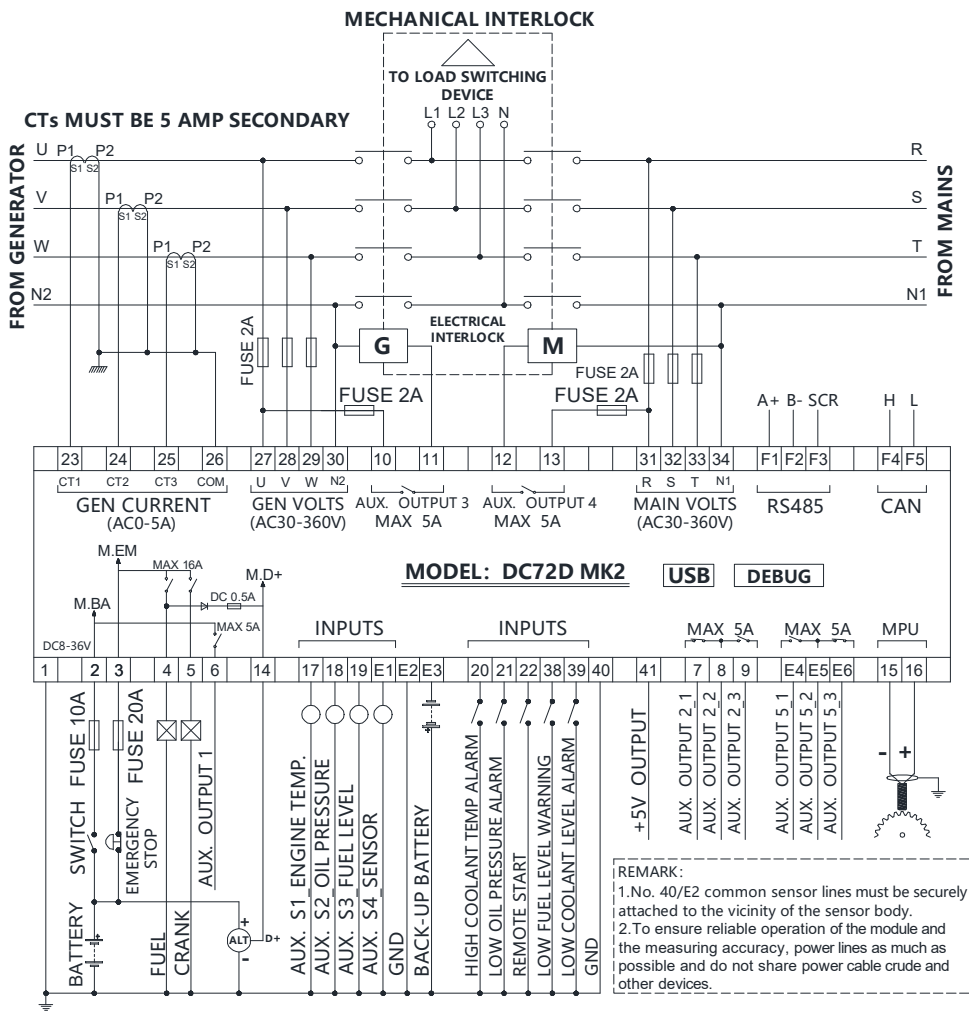 MECHANICAL INTERLOCK
TO LOAD SWITCHING
DEVICE
L1 L2 L3 N
CTs MUST BE 5 AMP SECONDARY
FROM GENERATOR
FROM MAINS
U P1 P2
S1 S2
R
V P1 P2
S1 S2
S
W P1 P2
S1 S2
T
N2
N1
ELECTRICAL
INTERLOCK
G
M
FUSE 2A
FUSE 2A
FUSE 2A
FUSE 2A
A+ B- SCR
H L
23 24 25 26 27 28 29 30 10 11 12 13 31 32 33 34 F1 F2 F3 F4 F5
CT1 CT2 CT3 COM
U V W N2
R S T N1
GEN CURRENT
(AC0-5A)
GEN VOLTS
(AC30-360V)
AUX. OUTPUT 3
MAX 5A
AUX. OUTPUT 4
MAX 5A
MAIN VOLTS
(AC30-360V)
RS485
CAN
M.EM
MAX 16A
M.D+
DC 0.5A
M.BA
MAX 5A
DC8-36V
MODEL: DC72D MK2
USB
DEBUG
INPUTS
INPUTS
MAX 5A
MAX 5A
MPU
1 2 3 4 5 6 14 17 18 19 E1 E2 E3 20 21 22 38 39 40 41 7 8 9 E4 E5 E6 15 16
FUSE 10A
FUSE 20A
SWITCH
EMERGENCY
STOP
BATTERY
FUEL
CRANK
AUX. OUTPUT 1
+
ALT
D+
-
AUX. S1_ENGINE TEMP.
AUX. S2_OIL PRESSURE
AUX. S3_FUEL LEVEL
AUX. S4_SENSOR
GND
BACK-UP BATTERY
HIGH COOLANT TEMP ALARM
LOW OIL PRESSURE ALARM
REMOTE START
LOW FUEL LEVEL WARNING
LOW COOLANT LEVEL ALARM
GND
+5V OUTPUT
AUX. OUTPUT 2_1
AUX. OUTPUT 2_2
AUX. OUTPUT 2_3
AUX. OUTPUT 5_1
AUX. OUTPUT 5_2
AUX. OUTPUT 5_3
- +
REMARK:
1.No. 40/E2 common sensor lines must be securely
attached to the vicinity of the sensor body.
2.To ensure reliable operation of the module and
the measuring accuracy, power lines as much as
possible and do not share power cable crude and
other devices.